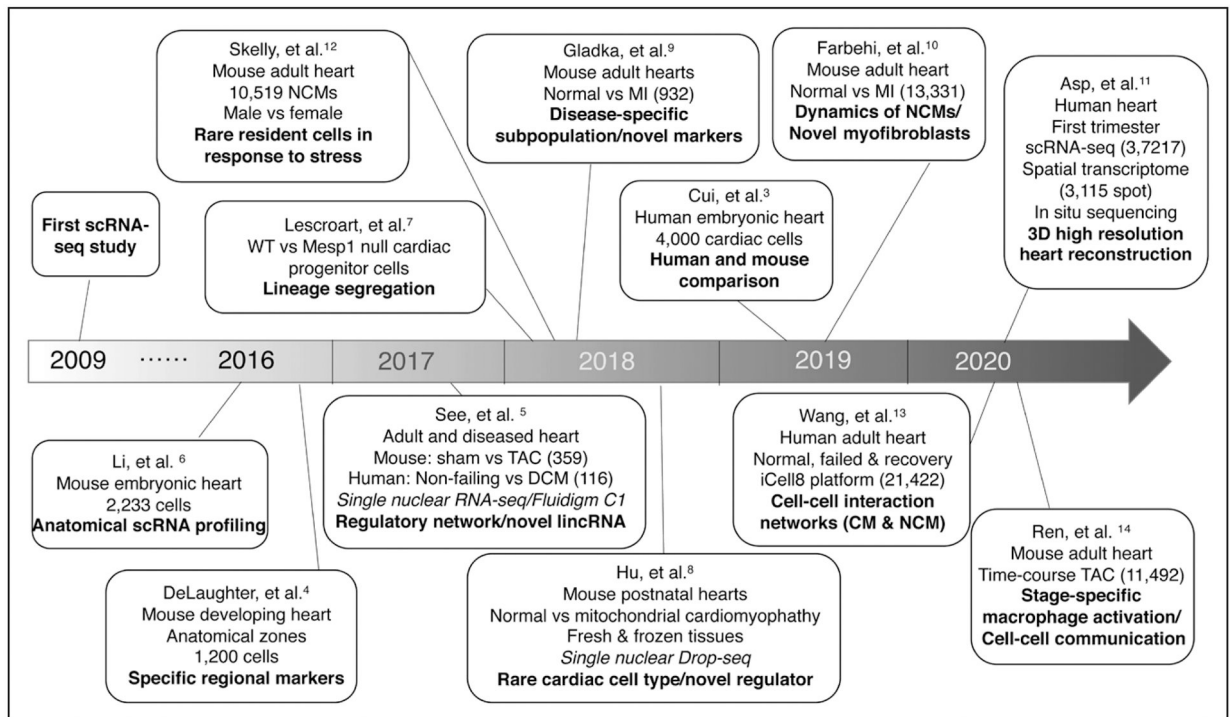 Skelly, et al.12
Mouse adult heart
10,519 NCMs
Male vs female
Rare resident cells in
response to stress
Gladka, et al.9
Mouse adult hearts
Normal vs MI (932)
Disease-specific
subpopulation/novel markers
Farbehi, et al.10
Mouse adult heart
Normal vs MI (13,331)
Dynamics of NCMs/
Novel myofibroblasts
Asp, et al.11
Human heart
First trimester
scRNA-seq (3,7217)
Spatial transcriptome
(3,115 spot)
In situ sequencing
3D high resolution
heart reconstruction
First scRNA-
seq study
Lescroart, et al.7
WT vs Mesp1 null cardiac
progenitor cells
Lineage segregation
Cui, et al.3
Human embryonic heart
4,000 cardiac cells
Human and mouse
comparison
2009 ...... 2016 2017 2018 2019 2020
Li, et al. 6
Mouse embryonic heart
2,233 cells
Anatomical scRNA profiling
See, et al. 5
Adult and diseased heart
Mouse: sham vs TAC (359)
Human: Non-failing vs DCM (116)
Single nuclear RNA-seq/Fluidigm C1
Regulatory network/novel lincRNA
Wang, et al.13
Human adult heart
Normal, failed & recovery
iCell8 platform (21,422)
Cell-cell interaction
networks (CM & NCM)
DeLaughter, et al.4
Mouse developing heart
Anatomical zones
1,200 cells
Specific regional markers
Hu, et al.8
Mouse postnatal hearts
Normal vs mitochondrial cardiomyophathy
Fresh & frozen tissues
Single nuclear Drop-seq
Rare cardiac cell type/novel regulator
Ren, et al. 14
Mouse adult heart
Time-course TAC (11,492)
Stage-specific
macrophage activation/
Cell-cell communication